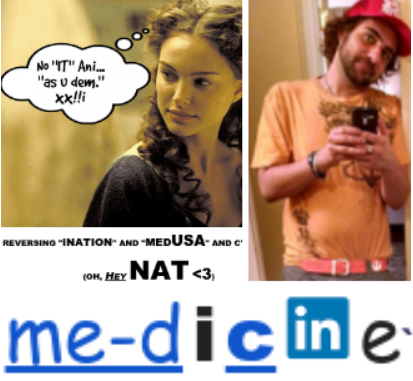 No "IT" Ani...
"as u dem."
xx!!i
REVERSING "INATION" AND "MEDUSA" AND C'
(OH, HEY NAT <3)
me-dicine`